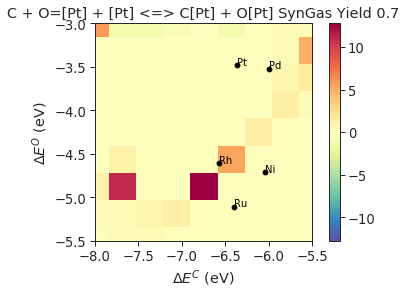 C + O=[Pt] + [Pt] <=> C[Pt] + O[Pt] SynGas Yield 0.7
−3.0
−3.5
−4.0
−4.5
−5.0
−5.5
ΔE^O (eV)
Pt
Pd
Rh
Ni
Ru
−8.0 −7.5 −7.0 −6.5 −6.0 −5.5
ΔE^C (eV)
10
5
0
−5
−10